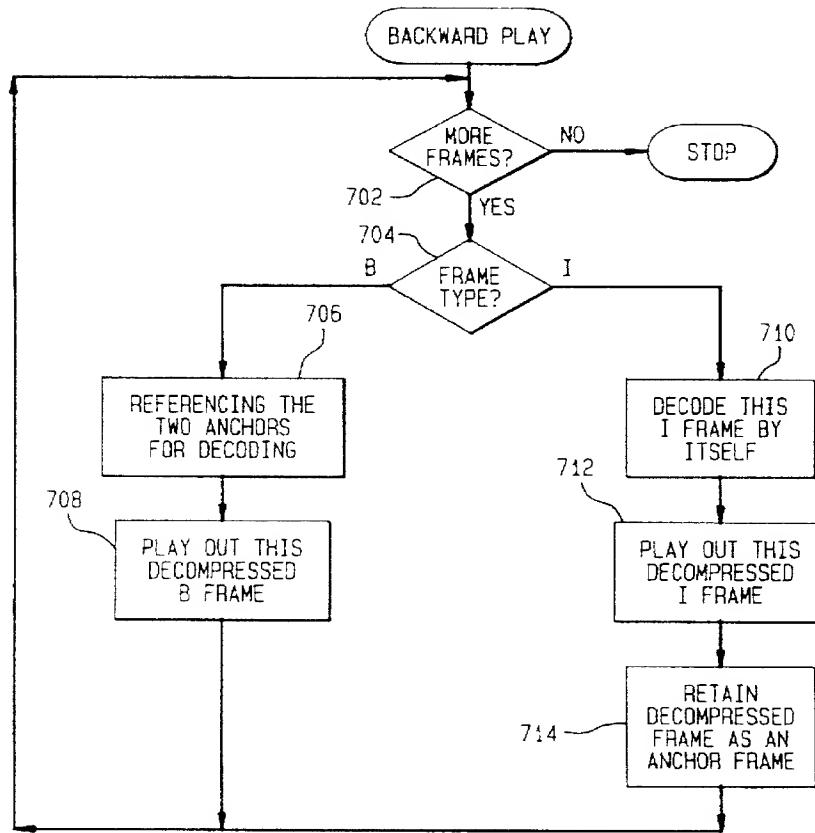 BACKWARD PLAY
MORE
FRAMES?
NO
STOP
702
YES
704
B
FRAME
TYPE?
I
706
710
REFERENCING THE
TWO ANCHORS
FOR DECODING
DECODE THIS
I FRAME BY
ITSELF
708
712
PLAY OUT THIS
DECOMPRESSED
B FRAME
PLAY OUT THIS
DECOMPRESSED
I FRAME
714
RETAIN
DECOMPRESSED
FRAME AS AN
ANCHOR FRAME